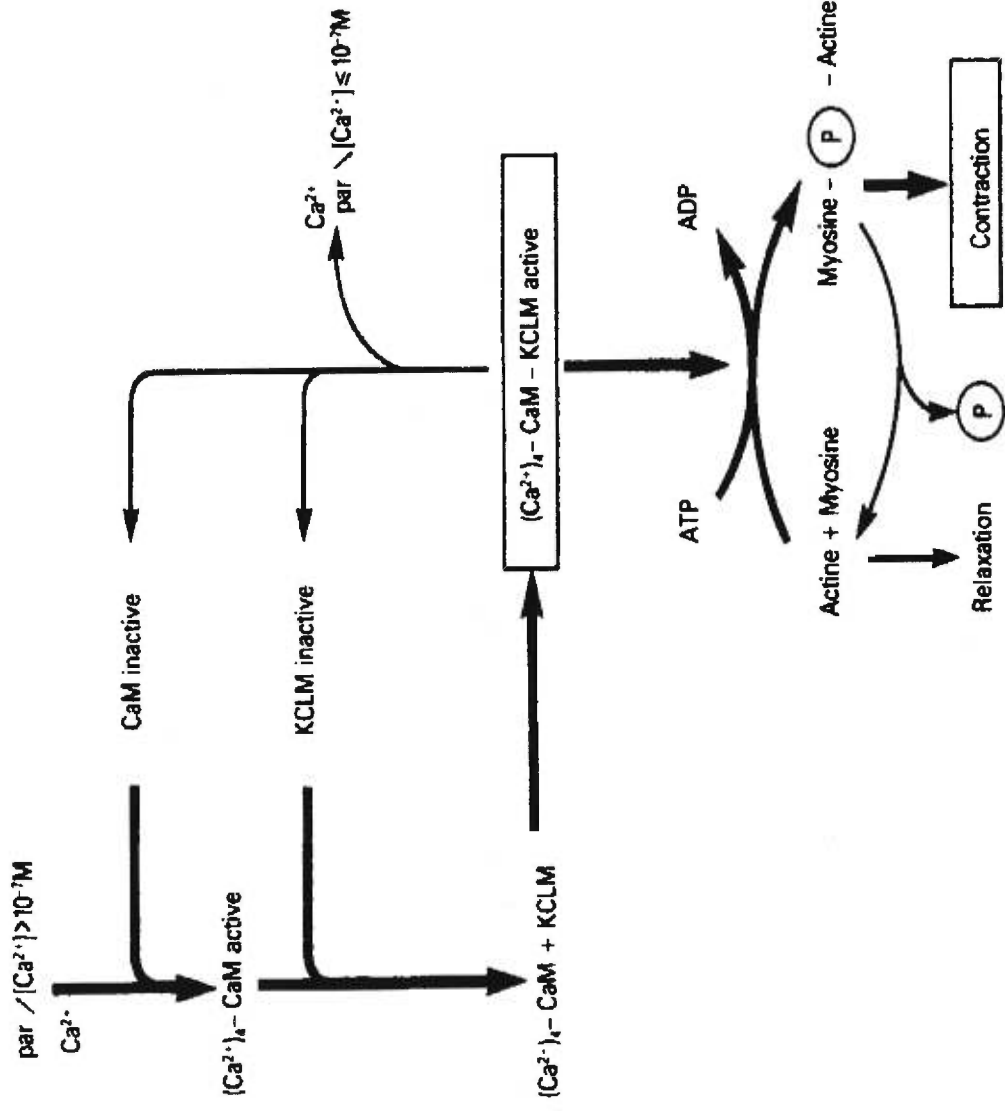 par ↗[Ca²⁺]>10⁻⁷M
Ca²⁺
CaM inactive
Ca²⁺
par ↘[Ca²⁺]≤10⁻⁷M
(Ca²⁺)₄– CaM active
KCLM inactive
(Ca²⁺)₄– CaM + KCLM
(Ca²⁺)₄– CaM – KCLM active
ATP
ADP
Actine + Myosine
Myosine – P – Actine
P
Relaxation
Contraction